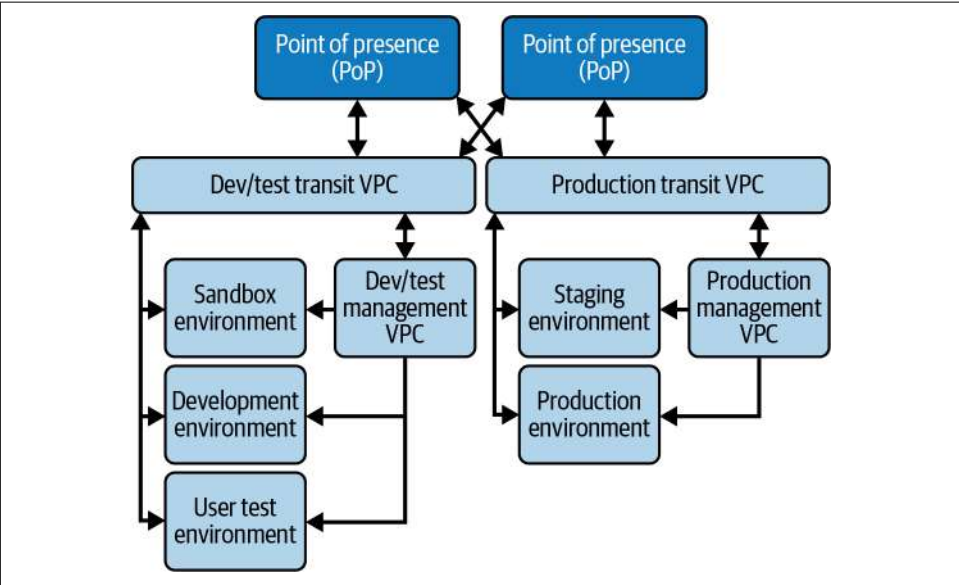 Point of presence
(PoP)
Point of presence
(PoP)
Dev/test transit VPC
Production transit VPC
Sandbox
environment
Dev/test
management
VPC
Staging
environment
Production
management
VPC
Development
environment
Production
environment
User test
environment